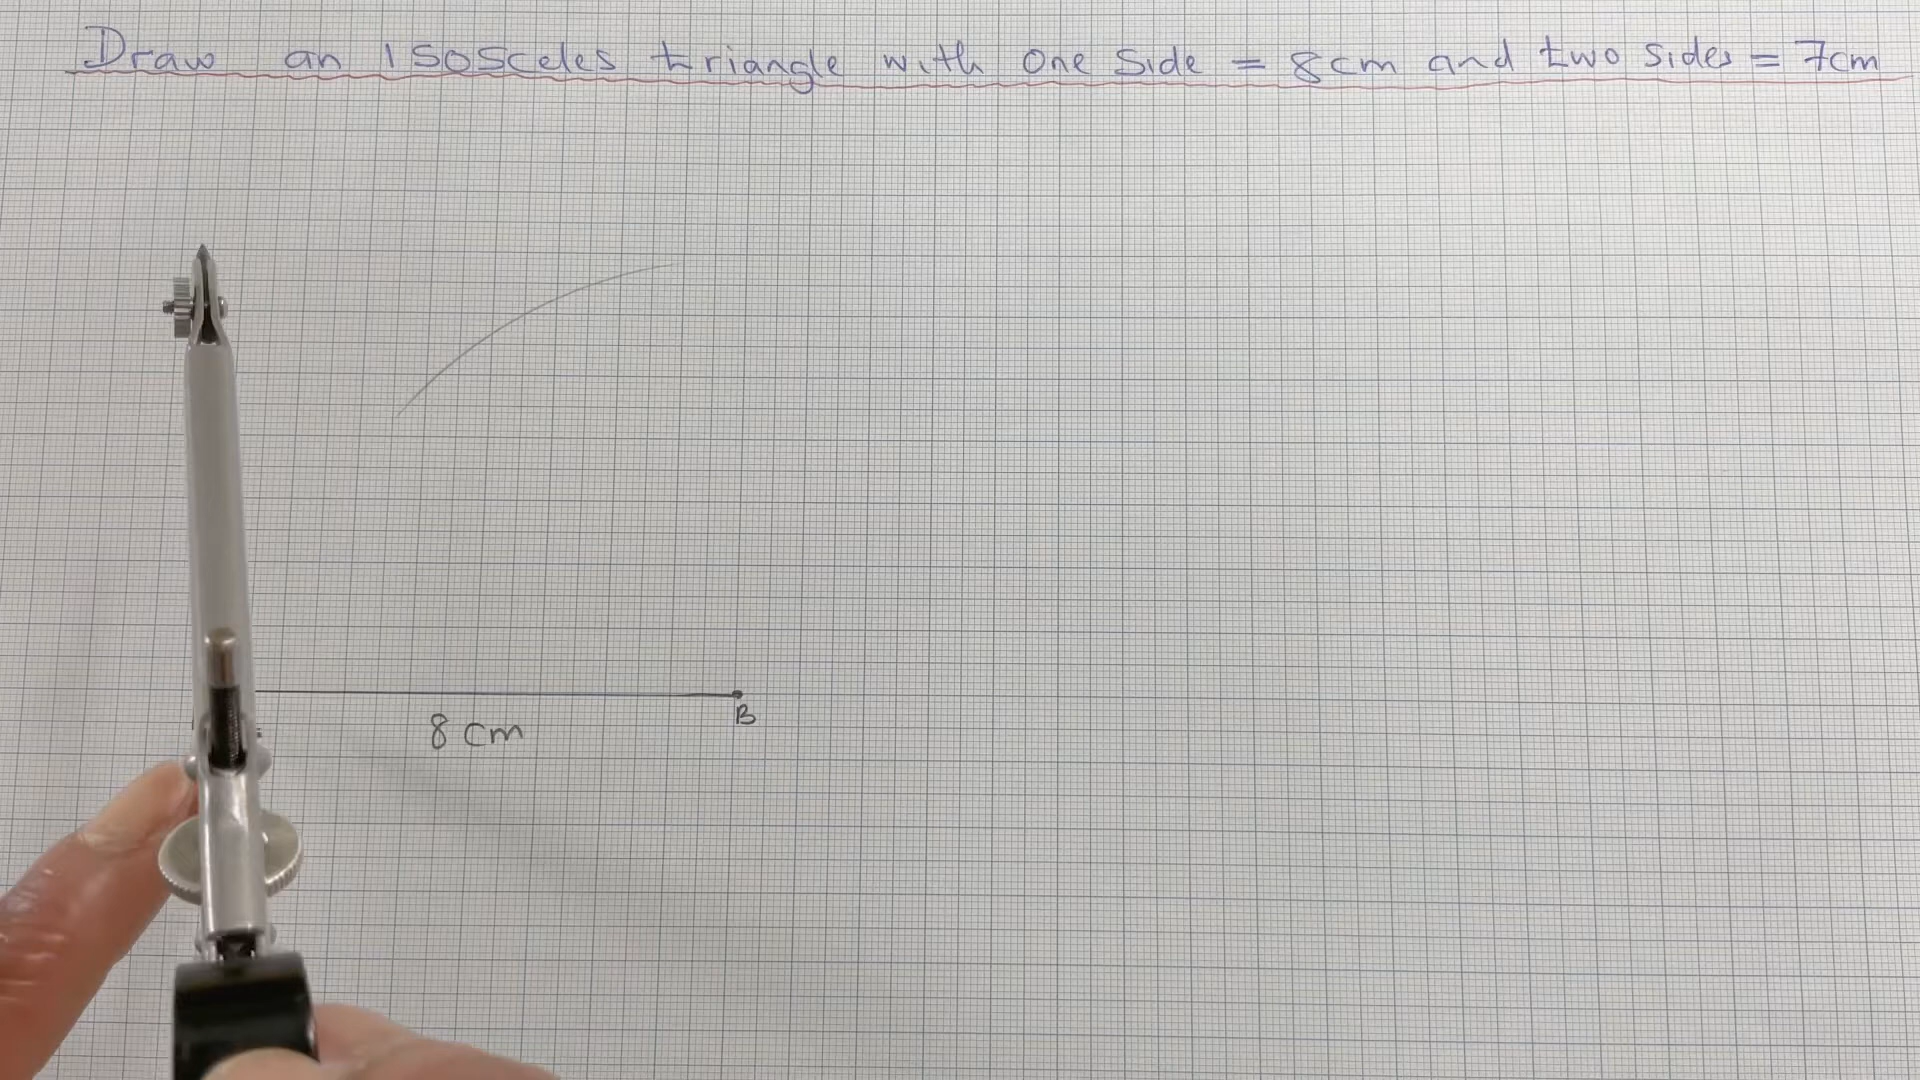 Draw an Isosceles triangle with one side = 8cm and two sides = 7cm
B
8 cm